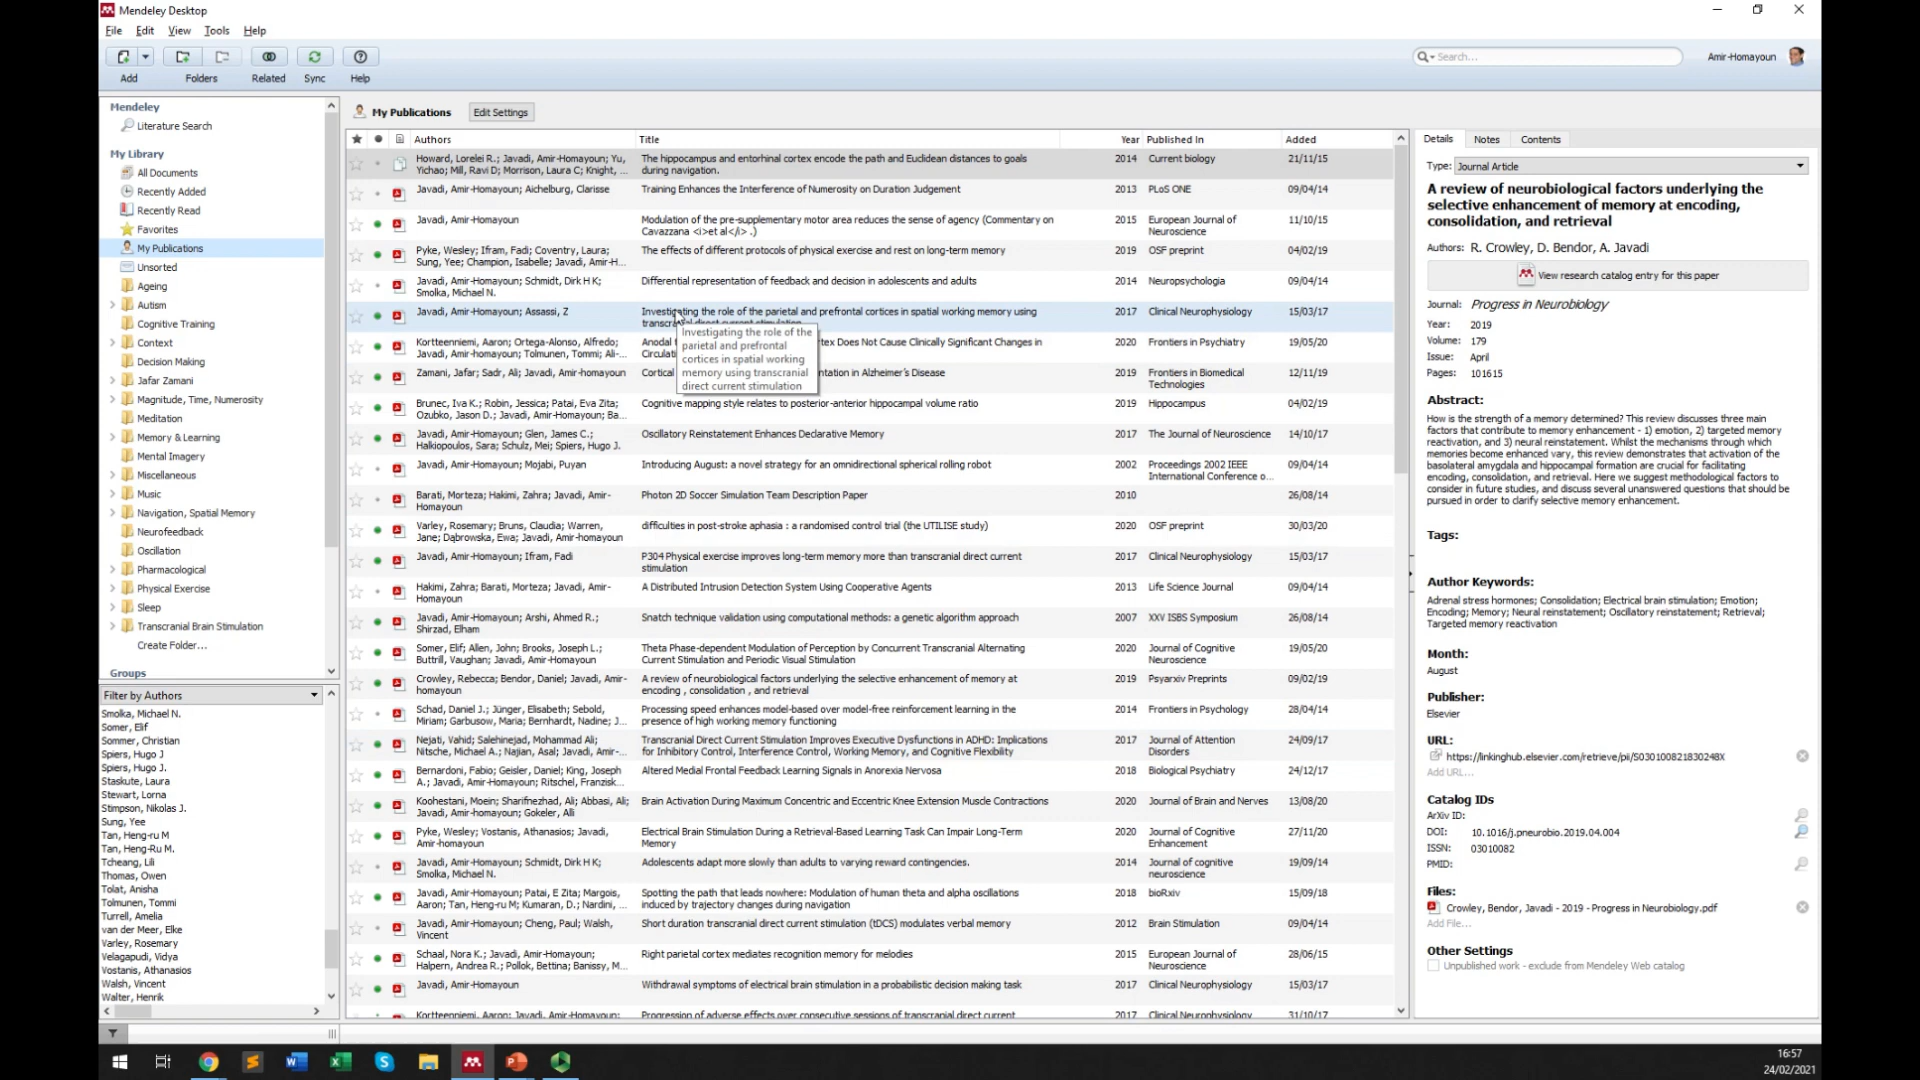 Mendeley Desktop
File Edit View Tools Help
Add Folders Related Sync Help
Search...
Amir-Homayoun
Mendeley
Literature Search
My Library
All Documents
Recently Added
Recently Read
Favorites
My Publications
Unsorted
Ageing
Autism
Cognitive Training
Context
Decision Making
Jafar Zamani
Magnitude, Time, Numerosity
Meditation
Memory & Learning
Mental Imagery
Miscellaneous
Music
Navigation, Spatial Memory
Neurofeedback
Oscillation
Pharmacological
Physical Exercise
Sleep
Transcranial Brain Stimulation
Create Folder...
Groups
Filter by Authors
Smolka, Michael N.
Somer, Elif
Sommer, Christian
Spiers, Hugo J
Spiers, Hugo J.
Staskute, Laura
Stewart, Lorna
Stimpson, Nikolas J.
Sung, Yee
Tan, Heng-ru M
Tan, Heng-Ru M.
Tcheang, Lili
Thomas, Owen
Tolat, Anisha
Tolmunen, Tommi
Turrell, Amelia
van der Meer, Elke
Varley, Rosemary
Velagapudi, Vidya
Vostanis, Athanasios
Walsh, Vincent
Walter, Henrik
My Publications Edit Settings
Authors Title Year Published In Added
Howard, Lorelei R.; Javadi, Amir-Homayoun; Yu, The hippocampus and entorhinal cortex encode the path and Euclidean distances to goals 2014 Current biology 21/11/15
Yichao; Mill, Ravi D; Morrison, Laura C; Knight, ... during navigation.
Javadi, Amir-Homayoun; Aichelburg, Clarisse Training Enhances the Interference of Numerosity on Duration Judgement 2013 PLoS ONE 09/04/14
Javadi, Amir-Homayoun Modulation of the pre-supplementary motor area reduces the sense of agency (Commentary on 2015 European Journal of 11/10/15
Cavazzana <i>et al</i> .) Neuroscience
Pyke, Wesley; Ifram, Fadi; Coventry, Laura; The effects of different protocols of physical exercise and rest on long-term memory 2019 OSF preprint 04/02/19
Sung, Yee; Champion, Isabelle; Javadi, Amir-H...
Javadi, Amir-Homayoun; Schmidt, Dirk H K; Differential representation of feedback and decision in adolescents and adults 2014 Neuropsychologia 09/04/14
Smolka, Michael N.
Javadi, Amir-Homayoun; Assassi, Z Investigating the role of the parietal and prefrontal cortices in spatial working memory using 2017 Clinical Neurophysiology 15/03/17
transcranial direct current stimulation
Investigating the role of the
parietal and prefrontal
cortices in spatial working
memory using transcranial
direct current stimulation
Kortteenniemi, Aaron; Ortega-Alonso, Alfredo; Anodal rtex Does Not Cause Clinically Significant Changes in 2020 Frontiers in Psychiatry 19/05/20
Javadi, Amir-Homayoun; Tolmunen, Tommi; Ali-... Circulati
Zamani, Jafar; Sadr, Ali; Javadi, Amir-homayoun Cortical ntation in Alzheimer's Disease 2019 Frontiers in Biomedical 12/11/19
Technologies
Brunec, Iva K.; Robin, Jessica; Patai, Eva Zita; Cognitive mapping style relates to posterior-anterior hippocampal volume ratio 2019 Hippocampus 04/02/19
Ozubko, Jason D.; Javadi, Amir-Homayoun; Ba...
Javadi, Amir-Homayoun; Glen, James C.; Oscillatory Reinstatement Enhances Declarative Memory 2017 The Journal of Neuroscience 14/10/17
Halkiopoulos, Sara; Schulz, Mei; Spiers, Hugo J.
Javadi, Amir-Homayoun; Mojabi, Puyan Introducing August: a novel strategy for an omnidirectional spherical rolling robot 2002 Proceedings 2002 IEEE 09/04/14
International Conference o...
Barati, Morteza; Hakimi, Zahra; Javadi, Amir- Photon 2D Soccer Simulation Team Description Paper 2010 26/08/14
Homayoun
Varley, Rosemary; Bruns, Claudia; Warren, difficulties in post-stroke aphasia : a randomised control trial (the UTILISE study) 2020 OSF preprint 30/03/20
Jane; Dąbrowska, Ewa; Javadi, Amir-homayoun
Javadi, Amir-Homayoun; Ifram, Fadi P304 Physical exercise improves long-term memory more than transcranial direct current 2017 Clinical Neurophysiology 15/03/17
stimulation
Hakimi, Zahra; Barati, Morteza; Javadi, Amir- A Distributed Intrusion Detection System Using Cooperative Agents 2013 Life Science Journal 09/04/14
Homayoun
Javadi, Amir-Homayoun; Arshi, Ahmed R.; Snatch technique validation using computational methods: a genetic algorithm approach 2007 XXV ISBS Symposium 26/08/14
Shirzad, Elham
Somer, Elif; Allen, John; Brooks, Joseph L.; Theta Phase-dependent Modulation of Perception by Concurrent Transcranial Alternating 2020 Journal of Cognitive 19/05/20
Buttrill, Vaughan; Javadi, Amir-Homayoun Current Stimulation and Periodic Visual Stimulation Neuroscience
Crowley, Rebecca; Bendor, Daniel; Javadi, Amir- A review of neurobiological factors underlying the selective enhancement of memory at 2019 Psyarxiv Preprints 09/02/19
homayoun encoding , consolidation , and retrieval
Schad, Daniel J.; Jünger, Elisabeth; Sebold, Processing speed enhances model-based over model-free reinforcement learning in the 2014 Frontiers in Psychology 28/04/14
Miriam; Garbusow, Maria; Bernhardt, Nadine; J... presence of high working memory functioning
Nejati, Vahid; Salehinejad, Mohammad Ali; Transcranial Direct Current Stimulation Improves Executive Dysfunctions in ADHD: Implications 2017 Journal of Attention 24/09/17
Nitsche, Michael A.; Najian, Asal; Javadi, Amir-... for Inhibitory Control, Interference Control, Working Memory, and Cognitive Flexibility Disorders
Bernardoni, Fabio; Geisler, Daniel; King, Joseph Altered Medial Frontal Feedback Learning Signals in Anorexia Nervosa 2018 Biological Psychiatry 24/12/17
A.; Javadi, Amir-Homayoun; Ritschel, Franzisk...
Koohestani, Moein; Sharifnezhad, Ali; Abbasi, Ali; Brain Activation During Maximum Concentric and Eccentric Knee Extension Muscle Contractions 2020 Journal of Brain and Nerves 13/08/20
Javadi, Amir-homayoun; Gokeler, Alli
Pyke, Wesley; Vostanis, Athanasios; Javadi, Electrical Brain Stimulation During a Retrieval-Based Learning Task Can Impair Long-Term 2020 Journal of Cognitive 27/11/20
Amir-homayoun Memory Enhancement
Javadi, Amir-Homayoun; Schmidt, Dirk H K; Adolescents adapt more slowly than adults to varying reward contingencies. 2014 Journal of cognitive 19/09/14
Smolka, Michael N. neuroscience
Javadi, Amir-Homayoun; Patai, E Zita; Margois, Spotting the path that leads nowhere: Modulation of human theta and alpha oscillations 2018 bioRxiv 15/09/18
Aaron; Tan, Heng-ru M; Kumaran, D.; Nardini, ... induced by trajectory changes during navigation
Javadi, Amir-Homayoun; Cheng, Paul; Walsh, Short duration transcranial direct current stimulation (tDCS) modulates verbal memory 2012 Brain Stimulation 09/04/14
Vincent
Schaal, Nora K.; Javadi, Amir-Homayoun; Right parietal cortex mediates recognition memory for melodies 2015 European Journal of 28/06/15
Halpern, Andrea R.; Pollok, Bettina; Banissy, M... Neuroscience
Javadi, Amir-Homayoun Withdrawal symptoms of electrical brain stimulation in a probabilistic decision making task 2017 Clinical Neurophysiology 15/03/17
Kortteenniemi, Aaron; Javadi, Amir-Homayoun; Progression of adverse effects over consecutive sessions of transcranial direct current 2017 Clinical Neurophysiology 31/10/17
Details Notes Contents
Type: Journal Article
A review of neurobiological factors underlying the
selective enhancement of memory at encoding,
consolidation, and retrieval
Authors: R. Crowley, D. Bendor, A. Javadi
View research catalog entry for this paper
Journal: Progress in Neurobiology
Year: 2019
Volume: 179
Issue: April
Pages: 101615
Abstract:
How is the strength of a memory determined? This review discusses three main
factors that contribute to memory enhancement - 1) emotion, 2) targeted memory
reactivation, and 3) neural reinstatement. Whilst the mechanisms through which
memories become enhanced vary, this review demonstrates that activation of the
basolateral amygdala and hippocampal formation are crucial for facilitating
encoding, consolidation, and retrieval. Here we suggest methodological factors to
consider in future studies, and discuss several unanswered questions that should be
pursued in order to clarify selective memory enhancement.
Tags:
Author Keywords:
Adrenal stress hormones; Consolidation; Electrical brain stimulation; Emotion;
Encoding; Memory; Neural reinstatement; Oscillatory reinstatement; Retrieval;
Targeted memory reactivation
Month:
August
Publisher:
Elsevier
URL:
https://linkinghub.elsevier.com/retrieve/pii/S030100821830248X
Add URL...
Catalog IDs
ArXiv ID:
DOI: 10.1016/j.pneurobio.2019.04.004
ISSN: 03010082
PMID:
Files:
Crowley, Bendor, Javadi - 2019 - Progress in Neurobiology.pdf
Add File...
Other Settings
Unpublished work - exclude from Mendeley Web catalog
16:57
24/02/2021